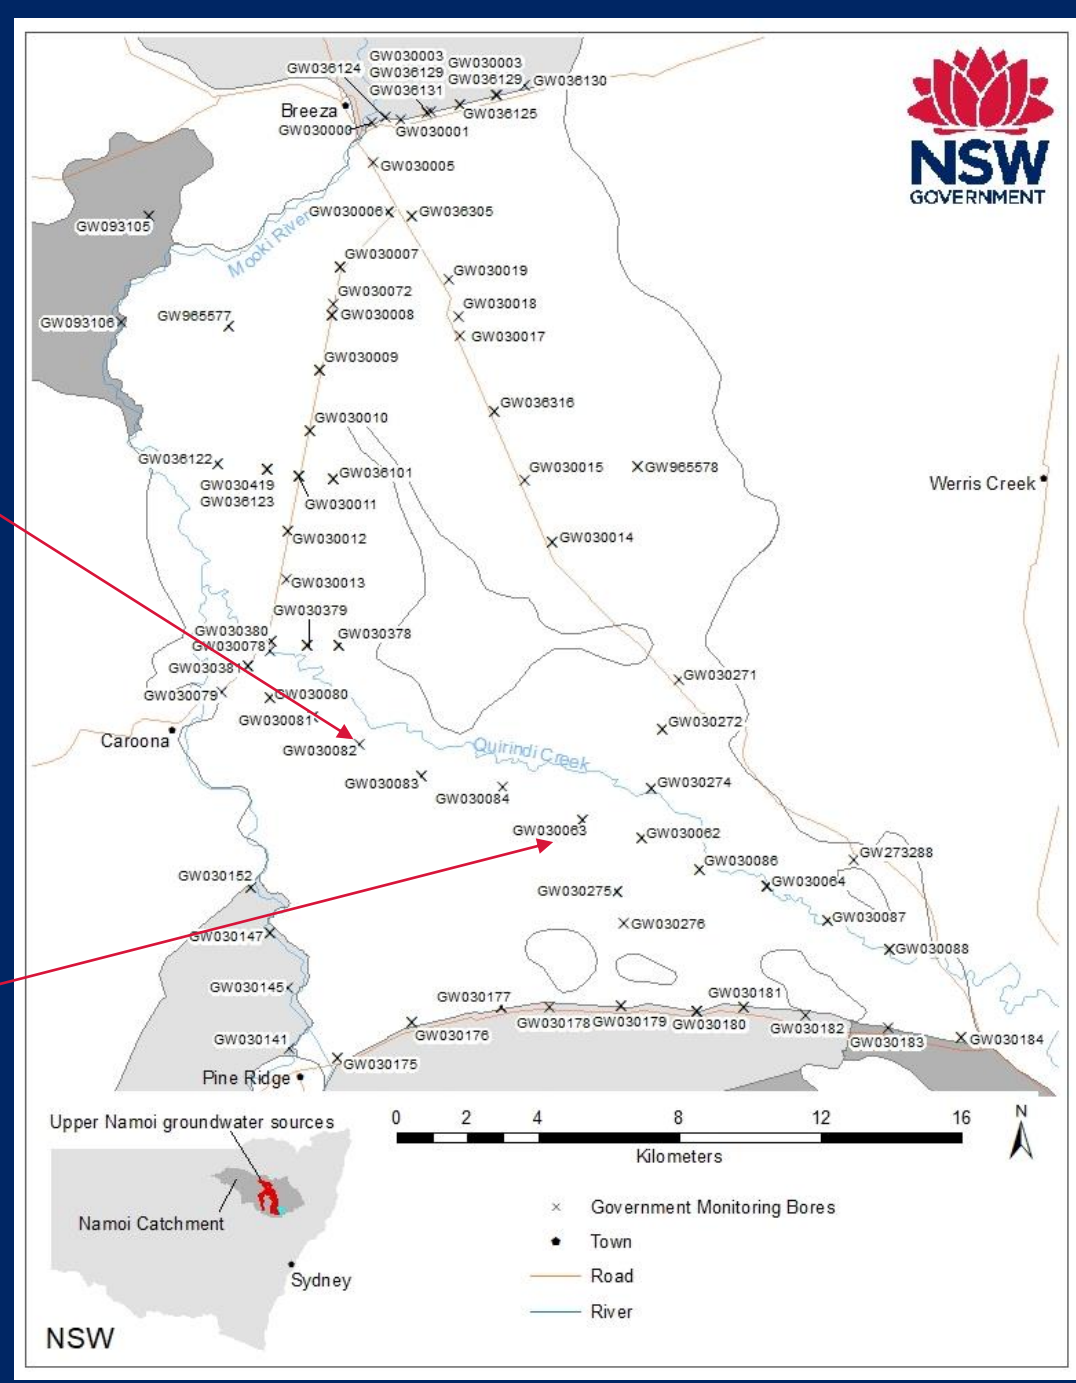 GW030003
GW036124
GW036129
GW036131
GW030003
GW036129
GW036130
Breeza
GW036125
GW030000
GW030001
NSW
GOVERNMENT
GW030005
GW030006
GW036305
GW093105
Mooki River
GW030007
GW030019
GW030072
GW030008
GW030018
GW093106
GW965577
GW030017
GW030009
GW036316
GW030010
GW036122
GW030419
GW036123
GW036101
GW030011
GW030015
GW965578
Werris Creek
GW030012
GW030014
GW030013
GW030379
GW030380
GW030078
GW030378
GW030381
GW030271
GW030079
GW030080
GW030081
GW030272
Caroona
GW030082
Quirindi Creek
GW030083
GW030084
GW030274
GW030063
GW030062
GW273288
GW030086
GW030152
GW030064
GW030275
GW030276
GW030087
GW030147
GW030088
GW030145
GW030177
GW030181
GW030176
GW030178
GW030179
GW030180
GW030182
GW030183
GW030184
GW030141
GW030175
Pine Ridge
Upper Namoi groundwater sources
0 2 4 8 12 16
Kilometers
N
Namoi Catchment
Sydney
NSW
Government Monitoring Bores
Town
Road
River